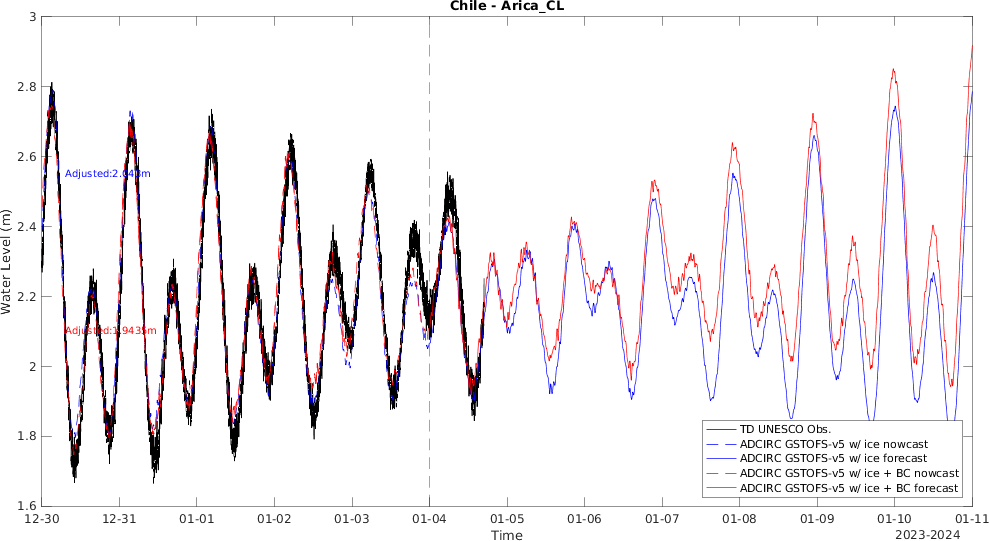 Chile - Arica_CL
3
2.8
2.6
2.4
2.2
2
1.8
1.6
Water Level (m)
Adjusted:2.043m
Adjusted:1.9435m
TD UNESCO Obs.
ADCIRC GSTOFS-v5 w/ ice nowcast
ADCIRC GSTOFS-v5 w/ ice forecast
ADCIRC GSTOFS-v5 w/ ice + BC nowcast
ADCIRC GSTOFS-v5 w/ ice + BC forecast
12-30 12-31 01-01 01-02 01-03 01-04 01-05 01-06 01-07 01-08 01-09 01-10 01-11
Time
2023-2024